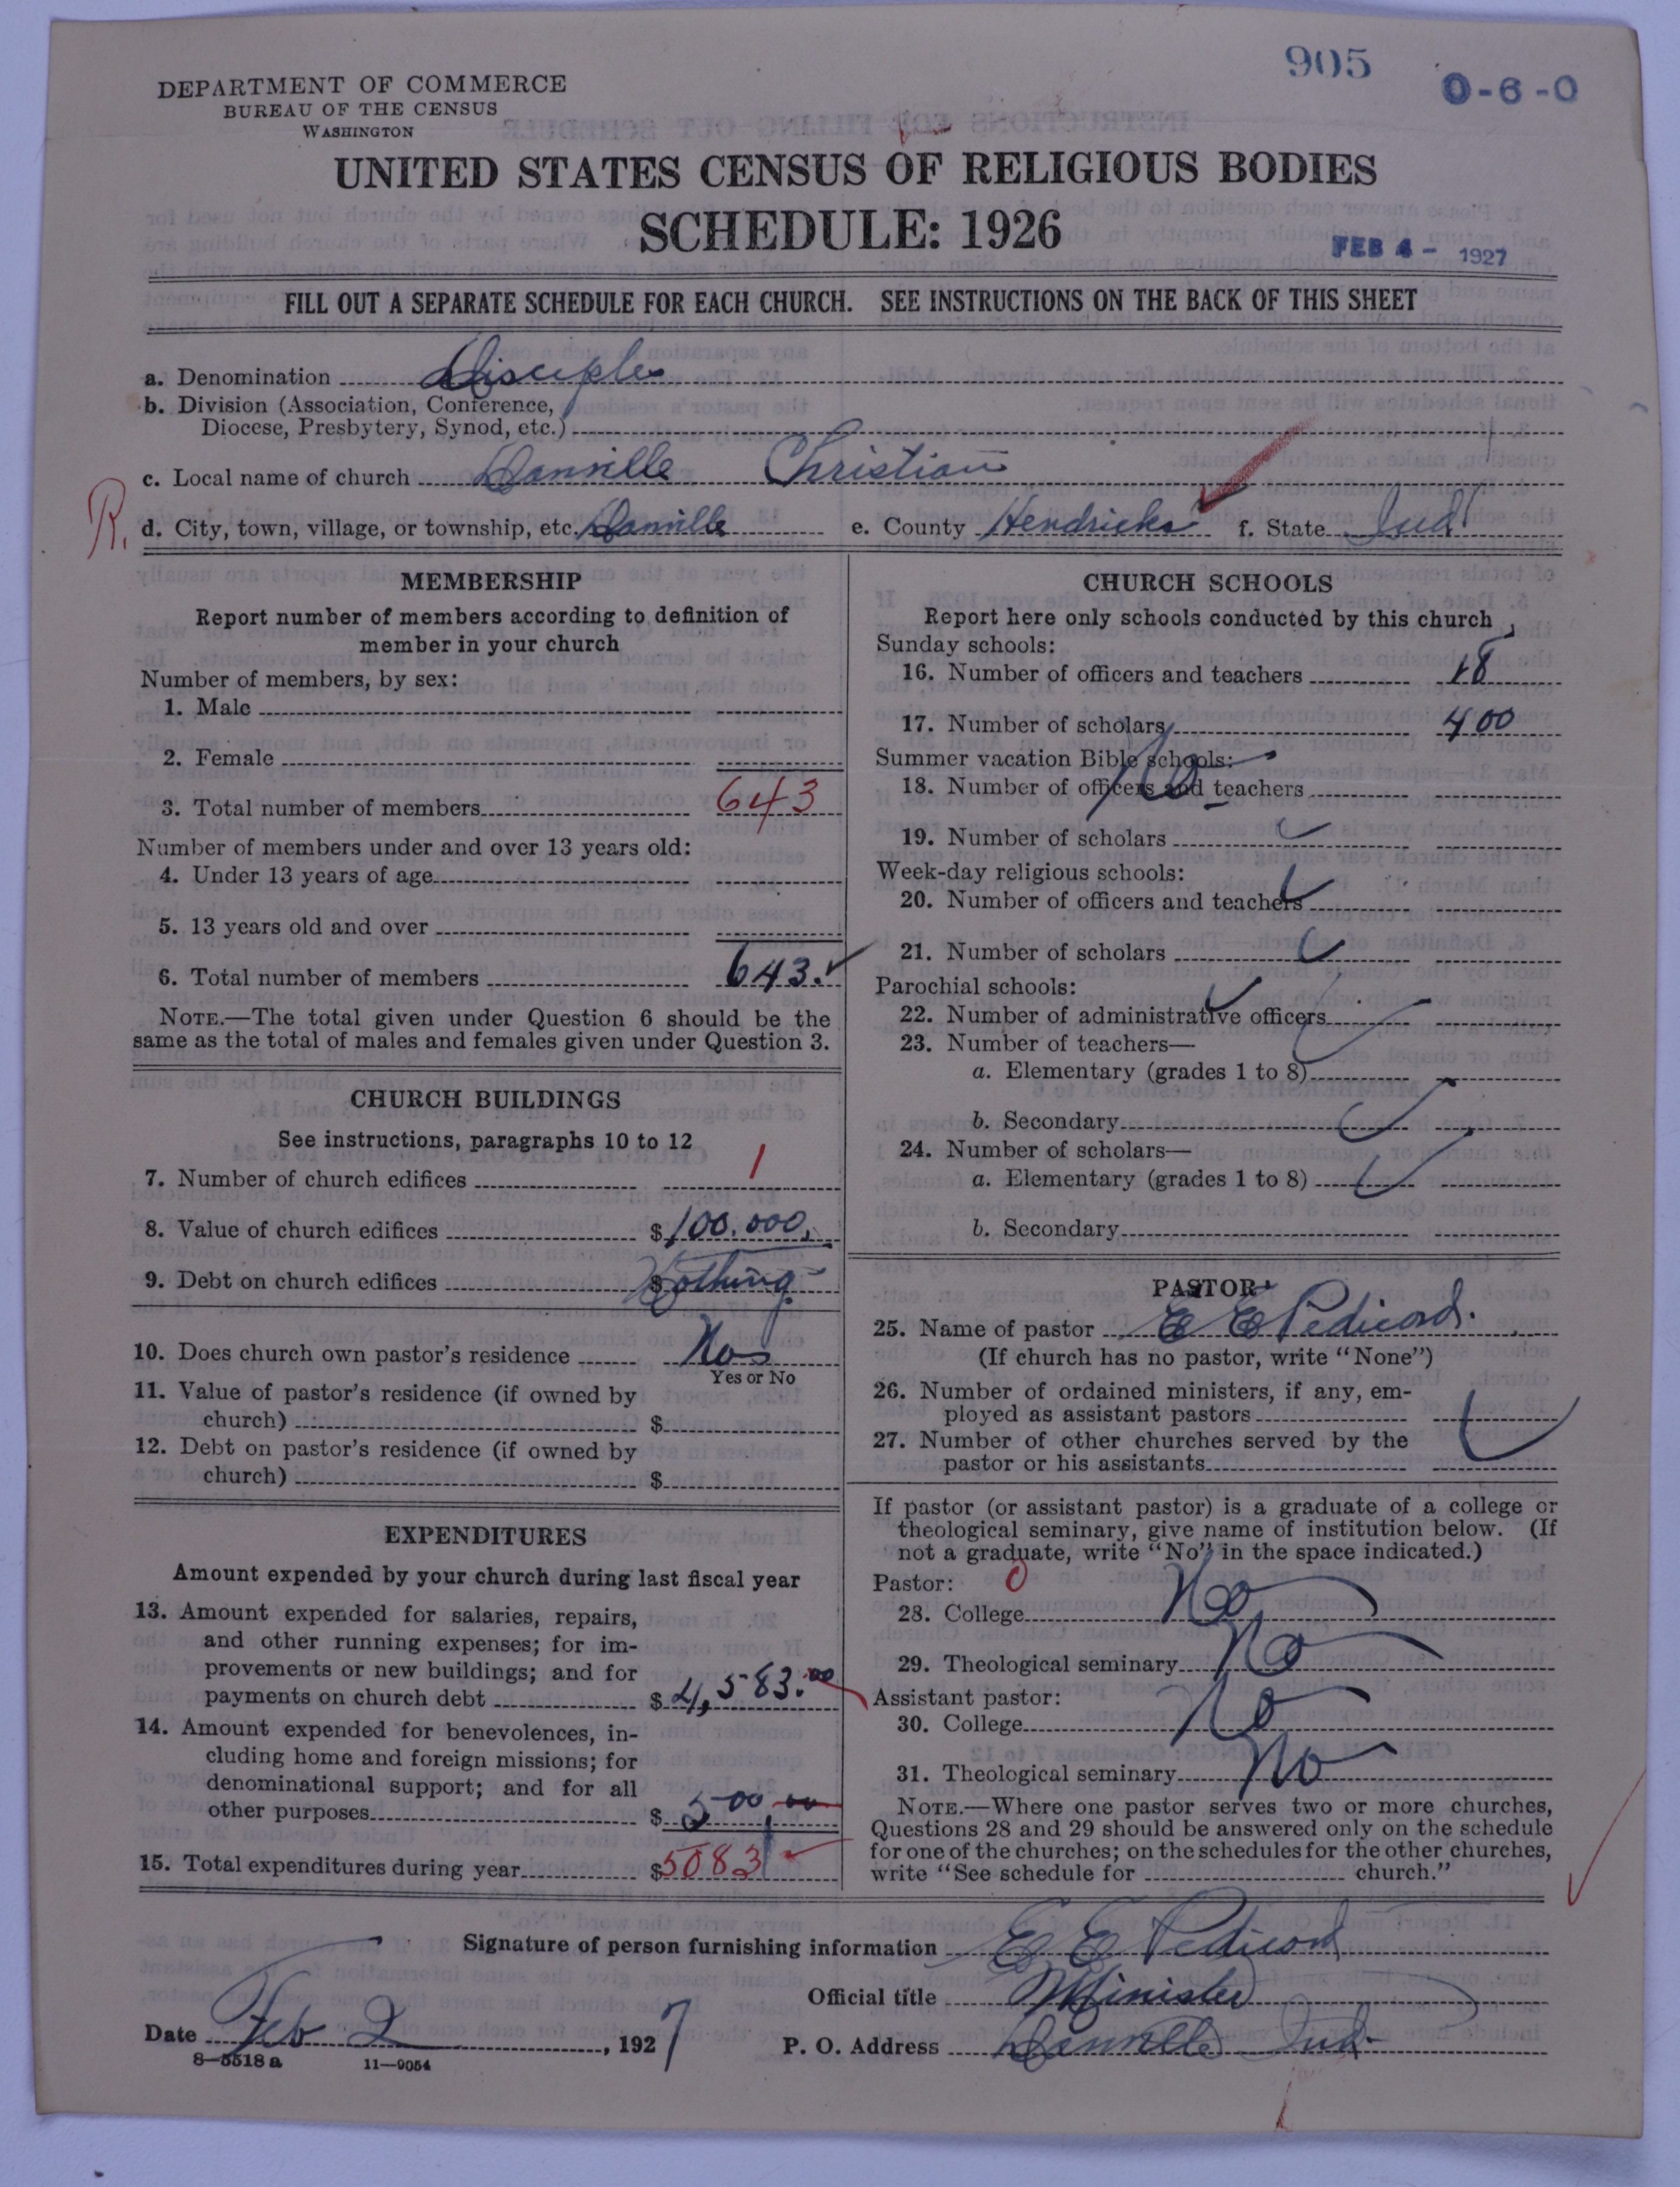 905
0-6-0
DEPARTMENT OF COMMERCE
BUREAU OF THE CENSUS
WASHINGTON
UNITED STATES CENSUS OF RELIGIOUS BODIES
SCHEDULE: 1926
FEB 4 - 1927
FILL OUT A SEPARATE SCHEDULE FOR EACH CHURCH. SEE INSTRUCTIONS ON THE BACK OF THIS SHEET
a. Denomination Disciples
b. Division (Association, Conference,
Diocese, Presbytery, Synod, etc.)
c. Local name of church Danville Christian
R.
d. City, town, village, or township, etc. Danville e. County Hendricks f. State Ind
MEMBERSHIP
Report number of members according to definition of
member in your church
Number of members, by sex:
1. Male
2. Female
3. Total number of members 643
Number of members under and over 13 years old:
4. Under 13 years of age
5. 13 years old and over
6. Total number of members 643.
NOTE.—The total given under Question 6 should be the
same as the total of males and females given under Question 3.
CHURCH BUILDINGS
See instructions, paragraphs 10 to 12
7. Number of church edifices 1
8. Value of church edifices $100.000.
9. Debt on church edifices $ Nothing
10. Does church own pastor's residence No
Yes or No
11. Value of pastor's residence (if owned by
church) $
12. Debt on pastor's residence (if owned by
church) $
EXPENDITURES
Amount expended by your church during last fiscal year
13. Amount expended for salaries, repairs,
and other running expenses; for im-
provements or new buildings; and for
payments on church debt $ 4,583.00
14. Amount expended for benevolences, in-
cluding home and foreign missions; for
denominational support; and for all
other purposes $ 500.00
15. Total expenditures during year $5083
CHURCH SCHOOLS
Report here only schools conducted by this church
Sunday schools:
16. Number of officers and teachers 18
17. Number of scholars 400
Summer vacation Bible schools: No
18. Number of officers and teachers
19. Number of scholars
Week-day religious schools:
20. Number of officers and teachers
21. Number of scholars
Parochial schools:
22. Number of administrative officers
23. Number of teachers—
a. Elementary (grades 1 to 8)
b. Secondary
24. Number of scholars—
a. Elementary (grades 1 to 8)
b. Secondary
PASTOR
25. Name of pastor E E Pedicord.
(If church has no pastor, write "None")
26. Number of ordained ministers, if any, em-
ployed as assistant pastors
27. Number of other churches served by the
pastor or his assistants
If pastor (or assistant pastor) is a graduate of a college or
theological seminary, give name of institution below. (If
not a graduate, write "No" in the space indicated.)
Pastor: 0
28. College No
29. Theological seminary No
Assistant pastor:
30. College No
31. Theological seminary No
NOTE.—Where one pastor serves two or more churches,
Questions 28 and 29 should be answered only on the schedule
for one of the churches; on the schedules for the other churches,
write "See schedule for church."
Signature of person furnishing information E E Pedicord
Official title Minister
Date Feb 2, 1927 P. O. Address Danville Ind.
8—5518 a 11—9054